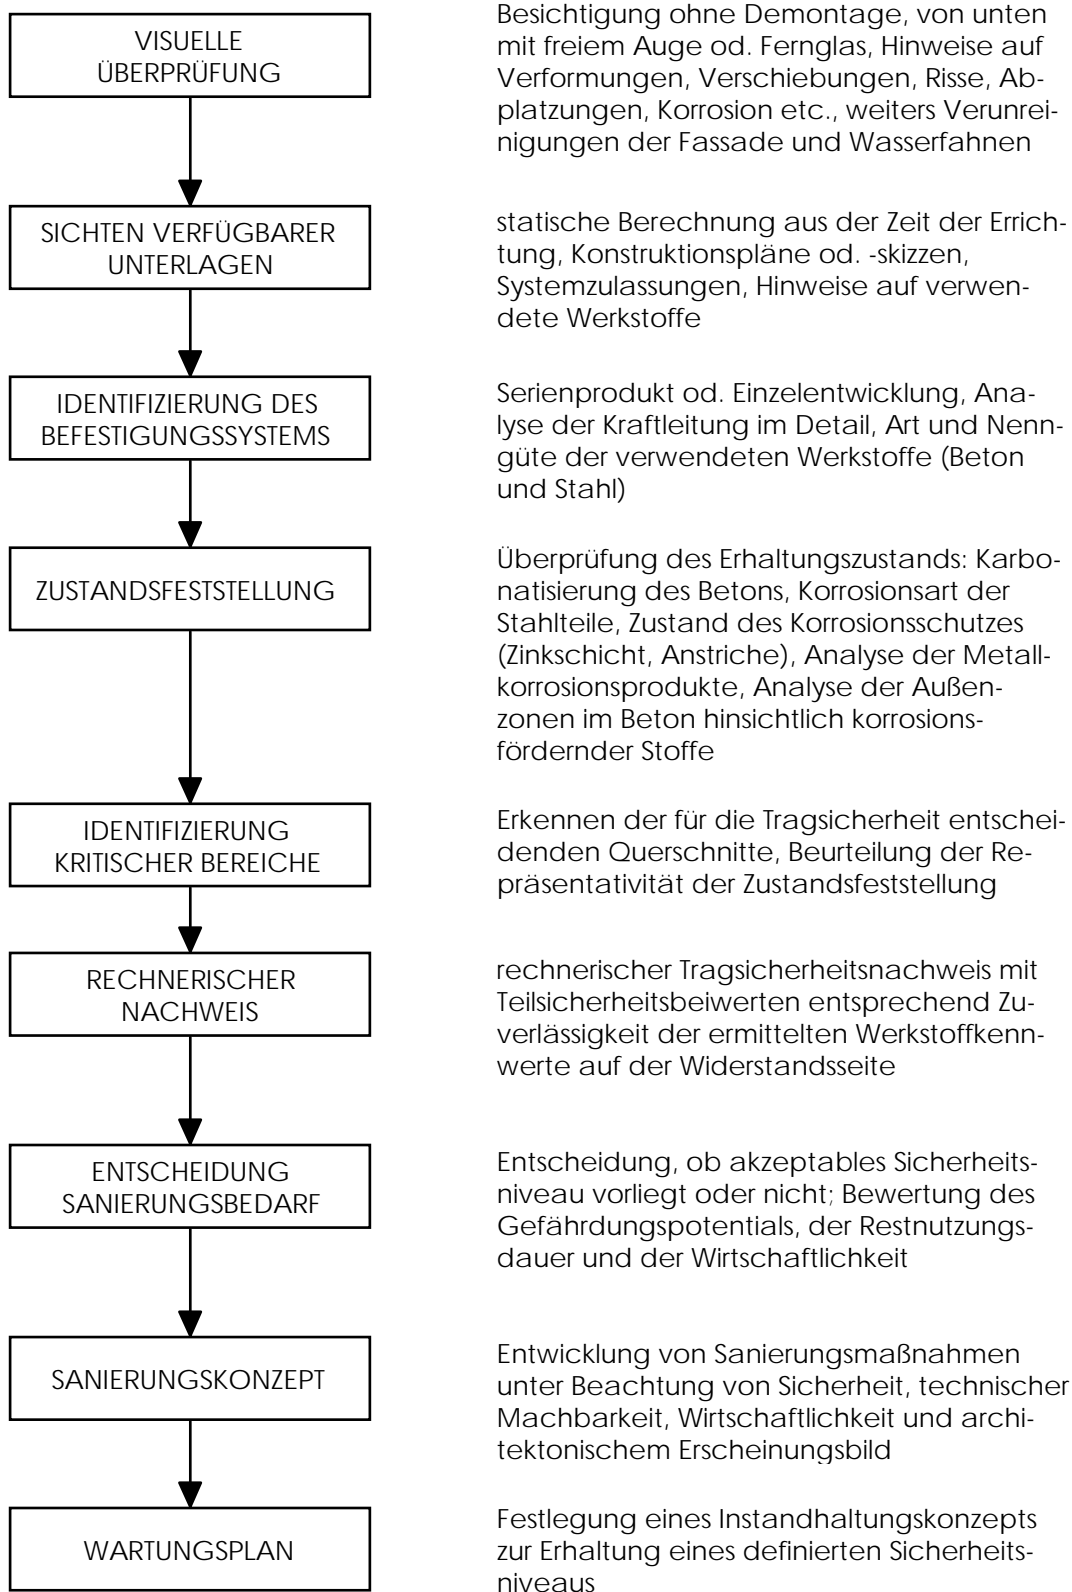 VISUELLE
ÜBERPRÜFUNG
Besichtigung ohne Demontage, von unten
mit freiem Auge od. Fernglas, Hinweise auf
Verformungen, Verschiebungen, Risse, Ab-
platzungen, Korrosion etc., weiters Verunrei-
nigungen der Fassade und Wasserfahnen
SICHTEN VERFÜGBARER
UNTERLAGEN
statische Berechnung aus der Zeit der Errich-
tung, Konstruktionspläne od. -skizzen,
Systemzulassungen, Hinweise auf verwen-
dete Werkstoffe
IDENTIFIZIERUNG DES
BEFESTIGUNGSSYSTEMS
Serienprodukt od. Einzelentwicklung, Ana-
lyse der Kraftleitung im Detail, Art und Nenn-
güte der verwendeten Werkstoffe (Beton
und Stahl)
ZUSTANDSFESTSTELLUNG
Überprüfung des Erhaltungszustands: Karbo-
natisierung des Betons, Korrosionsart der
Stahlteile, Zustand des Korrosionsschutzes
(Zinkschicht, Anstriche), Analyse der Metall-
korrosionsprodukte, Analyse der Außen-
zonen im Beton hinsichtlich korrosions-
fördernder Stoffe
IDENTIFIZIERUNG
KRITISCHER BEREICHE
Erkennen der für die Tragsicherheit entschei-
denden Querschnitte, Beurteilung der Re-
präsentativität der Zustandsfeststellung
RECHNERISCHER
NACHWEIS
rechnerischer Tragsicherheitsnachweis mit
Teilsicherheitsbeiwerten entsprechend Zu-
verlässigkeit der ermittelten Werkstoffkenn-
werte auf der Widerstandsseite
ENTSCHEIDUNG
SANIERUNGSBEDARF
Entscheidung, ob akzeptables Sicherheits-
niveau vorliegt oder nicht; Bewertung des
Gefährdungspotentials, der Restnutzungs-
dauer und der Wirtschaftlichkeit
SANIERUNGSKONZEPT
Entwicklung von Sanierungsmaßnahmen
unter Beachtung von Sicherheit, technischer
Machbarkeit, Wirtschaftlichkeit und archi-
tektonischem Erscheinungsbild
WARTUNGSPLAN
Festlegung eines Instandhaltungskonzepts
zur Erhaltung eines definierten Sicherheits-
niveaus